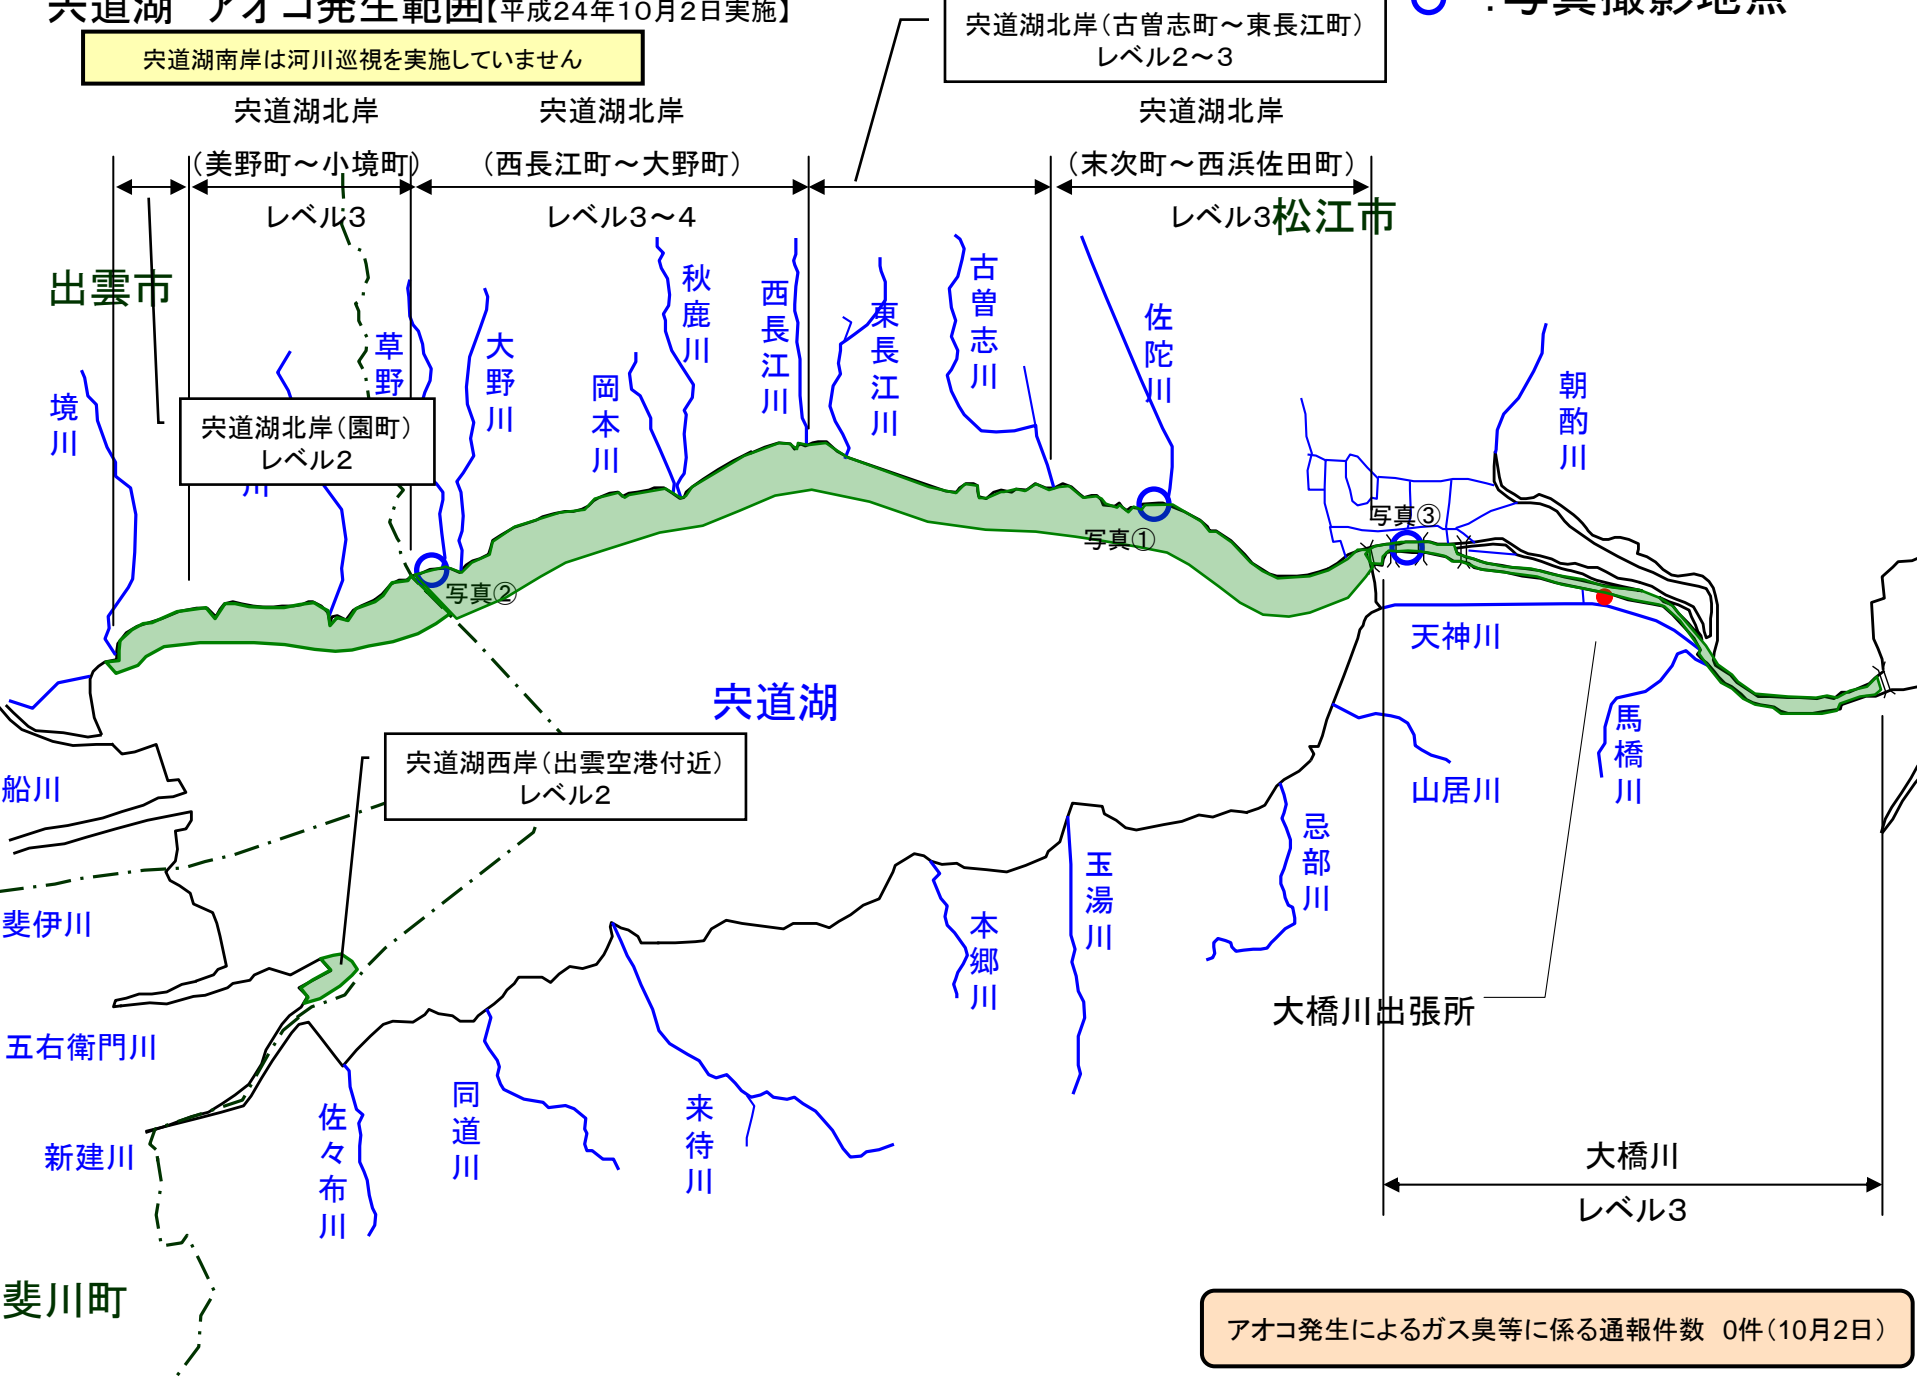 宍道湖 アオコ発生範囲【平成24年10月2日実施】
：写真撮影地点
宍道湖南岸は河川巡視を実施していません
宍道湖北岸（古曽志町～東長江町）
レベル2～3
宍道湖北岸
（美野町～小境町）
レベル3
宍道湖北岸
（西長江町～大野町）
レベル3～4
宍道湖北岸
（末次町～西浜佐田町）
レベル3
松江市
出雲市
境川
宍道湖北岸（園町）
レベル2
川
草野
大野川
岡本川
秋鹿川
西長江川
東長江川
古曽志川
佐陀川
朝酌川
写真①
写真②
写真③
天神川
宍道湖
馬橋川
山居川
宍道湖西岸（出雲空港付近）
レベル2
船川
斐伊川
五右衛門川
新建川
佐々布川
同道川
来待川
本郷川
玉湯川
忌部川
大橋川出張所
大橋川
レベル3
斐川町
アオコ発生によるガス臭等に係る通報件数 0件（10月2日）